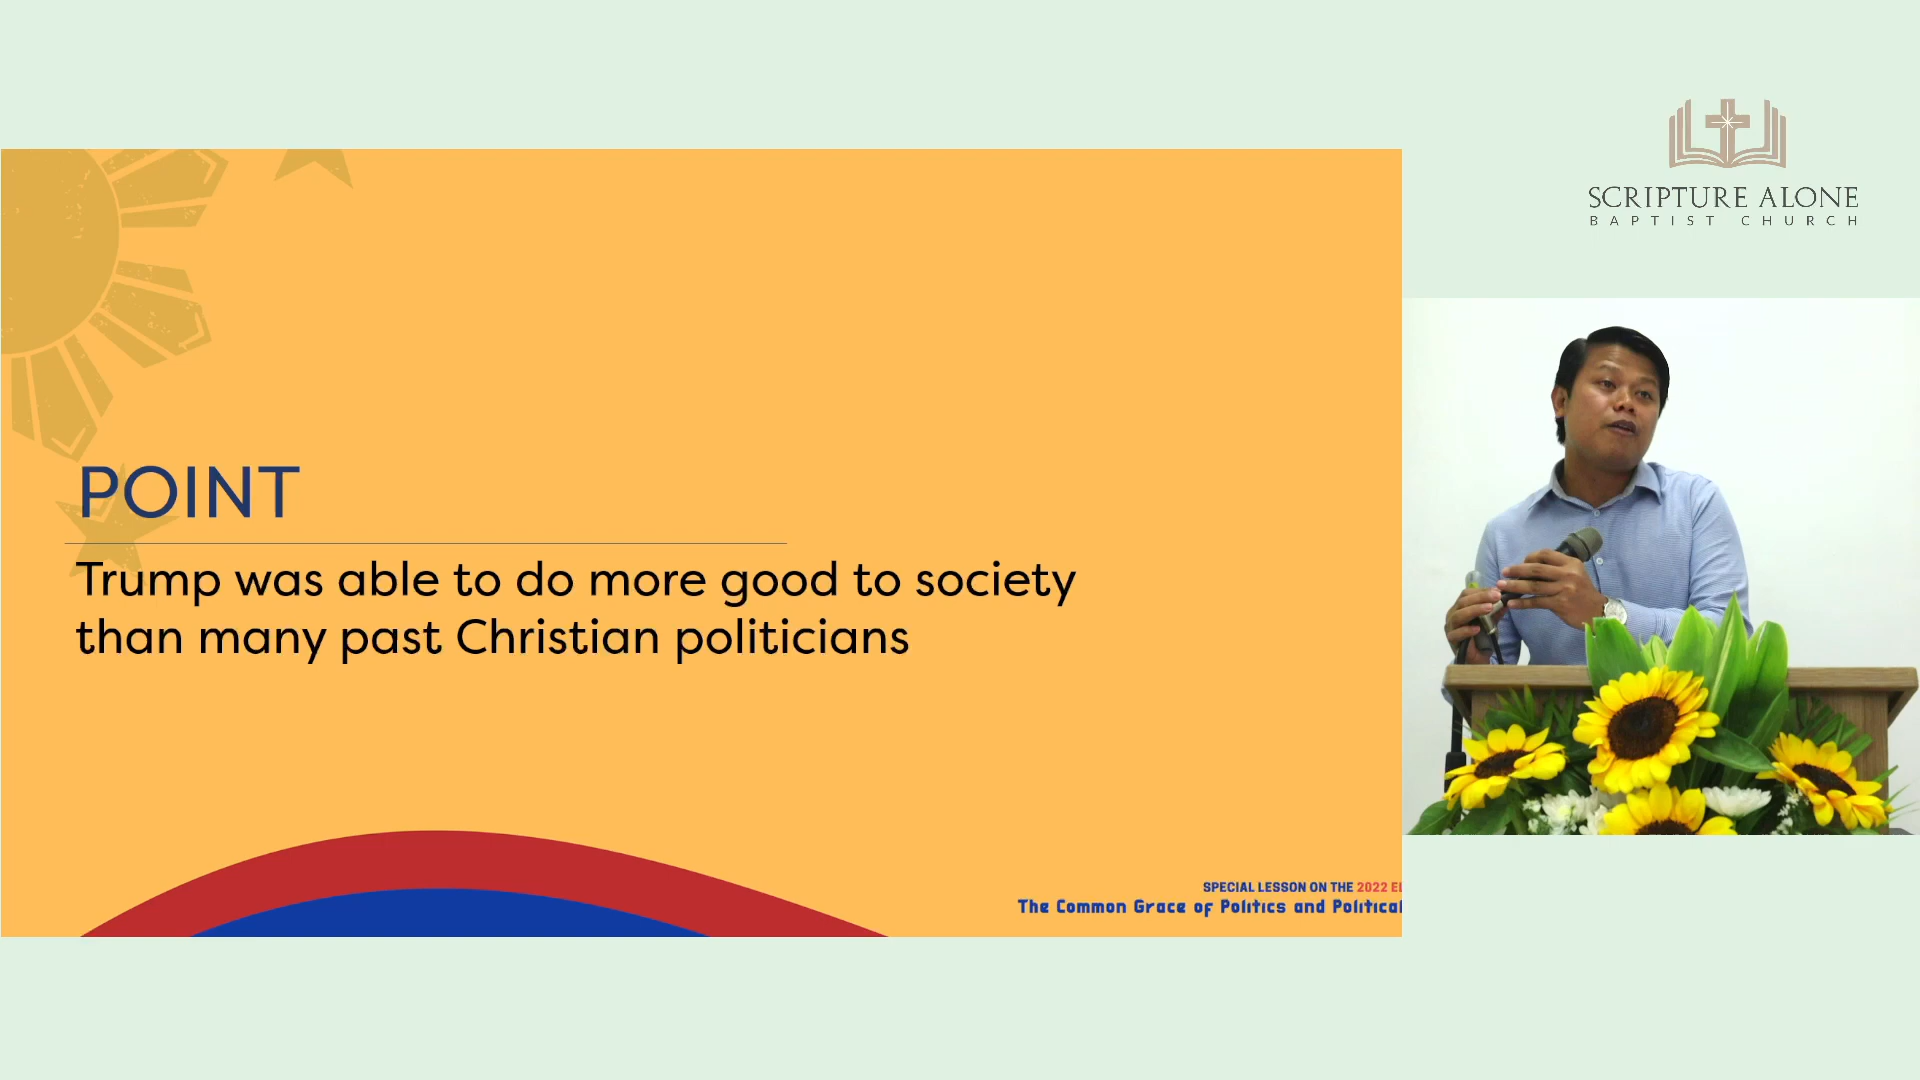 SCRIPTURE ALONE
BAPTIST CHURCH
POINT
Trump was able to do more good to society
than many past Christian politicians
SPECIAL LESSON ON THE 2022
The Common Grace of Politics and Political